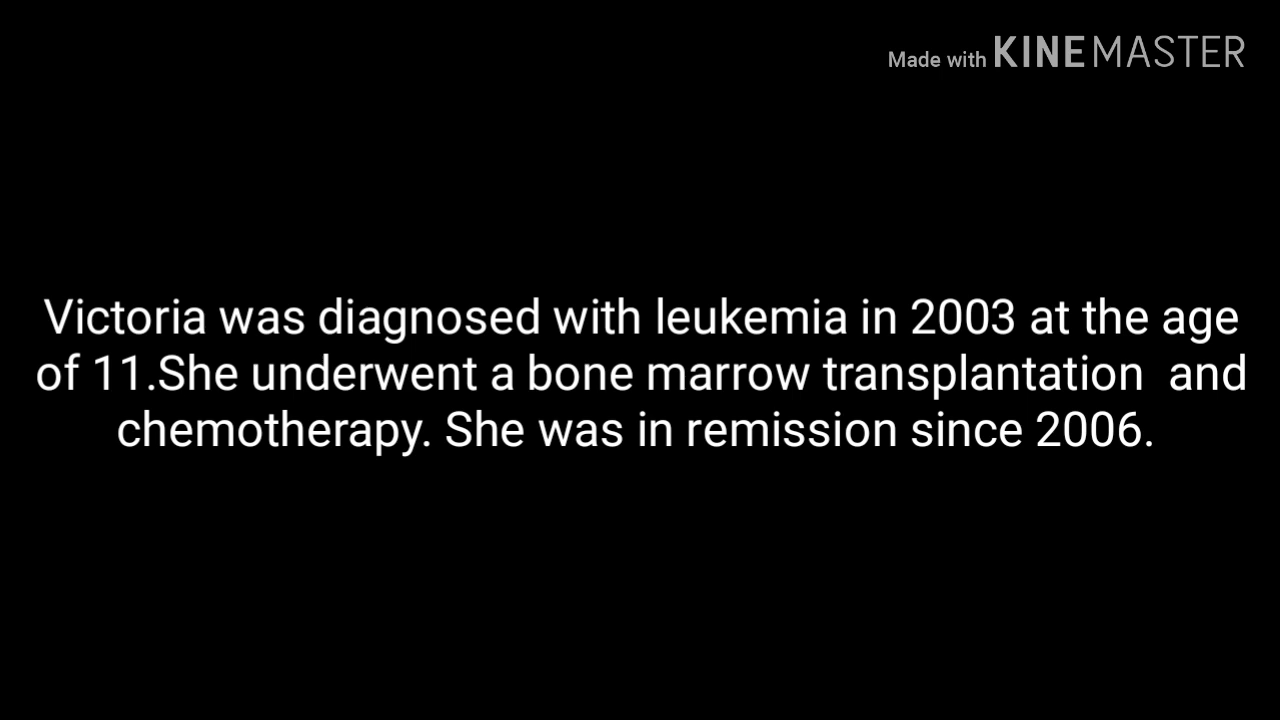 Made with KINEMASTER
Victoria was diagnosed with leukemia in 2003 at the age
of 11.She underwent a bone marrow transplantation  and
chemotherapy. She was in remission since 2006.